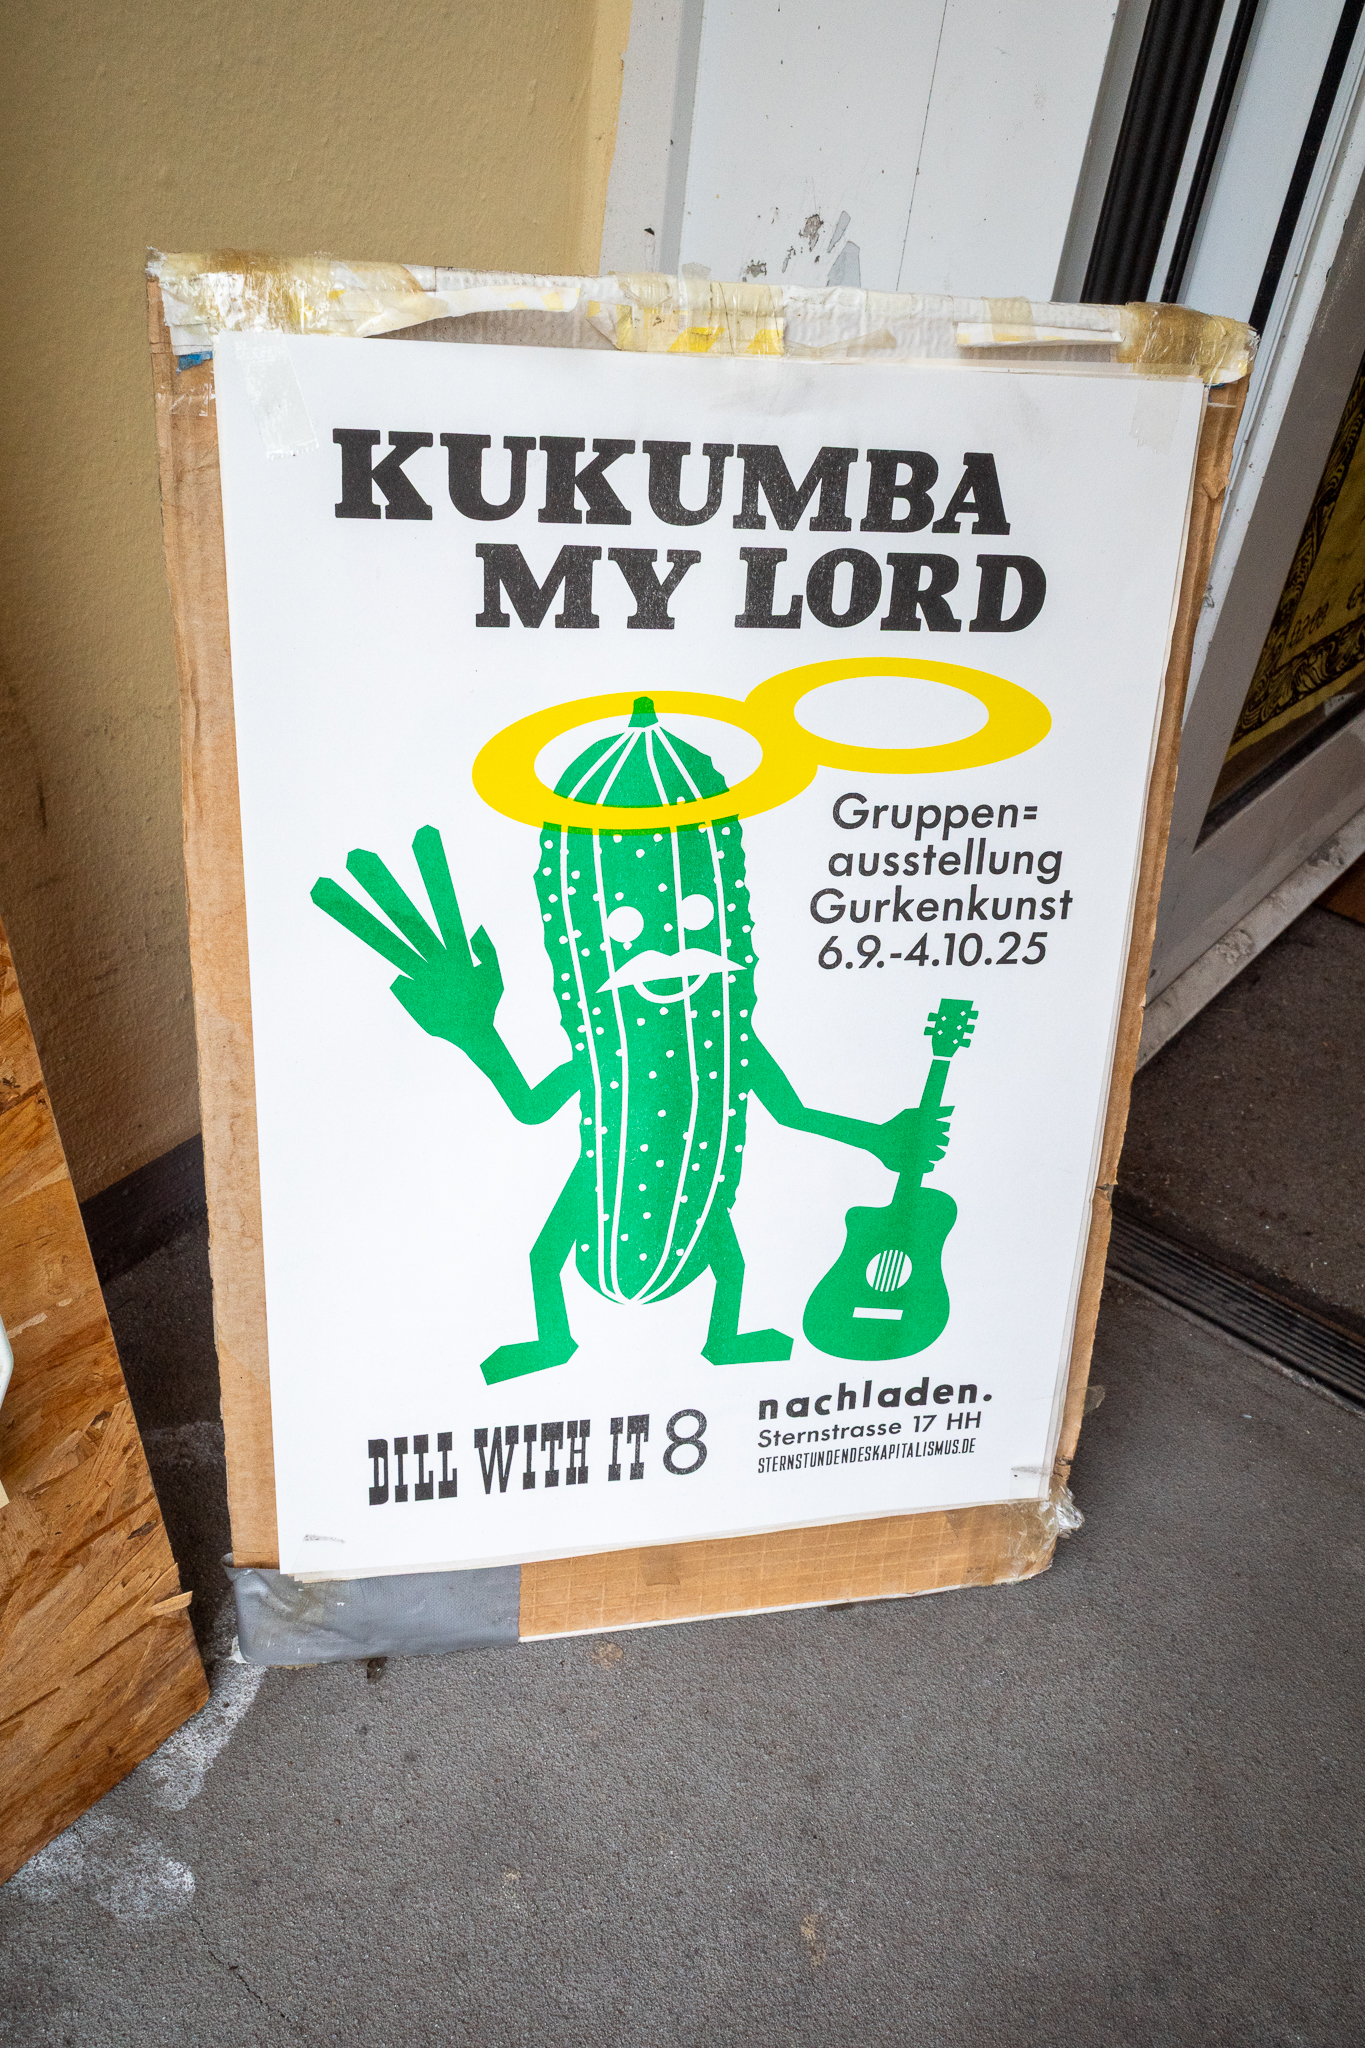 KUKUMBA
MY LORD
Gruppen=
ausstellung
Gurkenkunst
6.9.-4.10.25
DILL WITH IT 8
nachladen.
Sternstrasse 17 HH
STERNSTUNDENDESKAPITALISMUS.DE